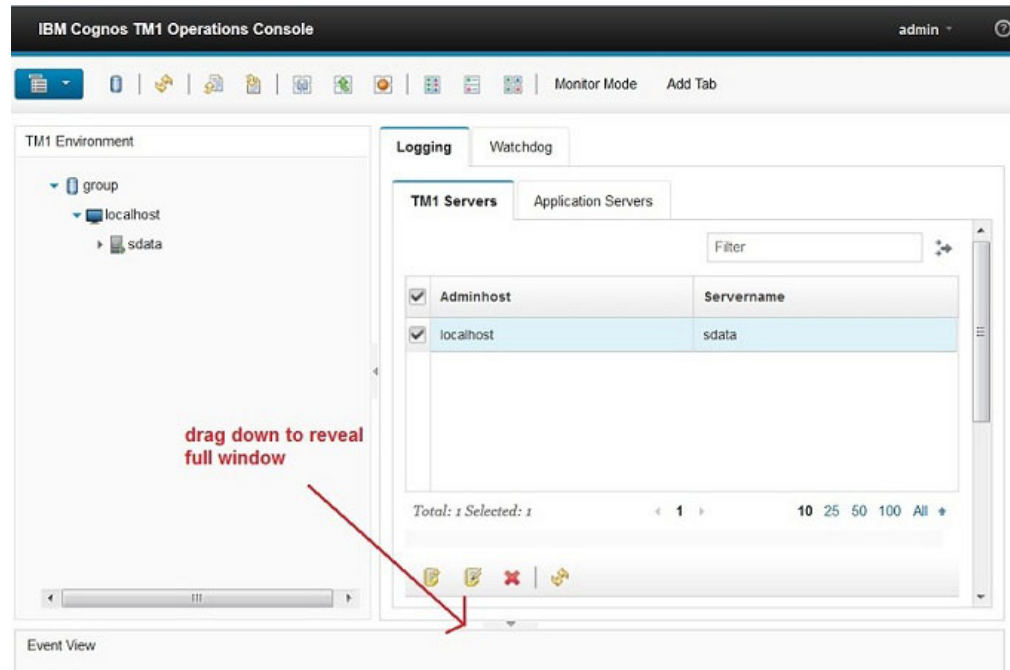 IBM Cognos TM1 Operations Console
admin
Monitor Mode
Add Tab
TM1 Environment
group
localhost
sdata
Logging
Watchdog
TM1 Servers
Application Servers
Filter
Adminhost
Servername
localhost
sdata
drag down to reveal
full window
Total: 1 Selected: 1
1
10 25 50 100 All
Event View